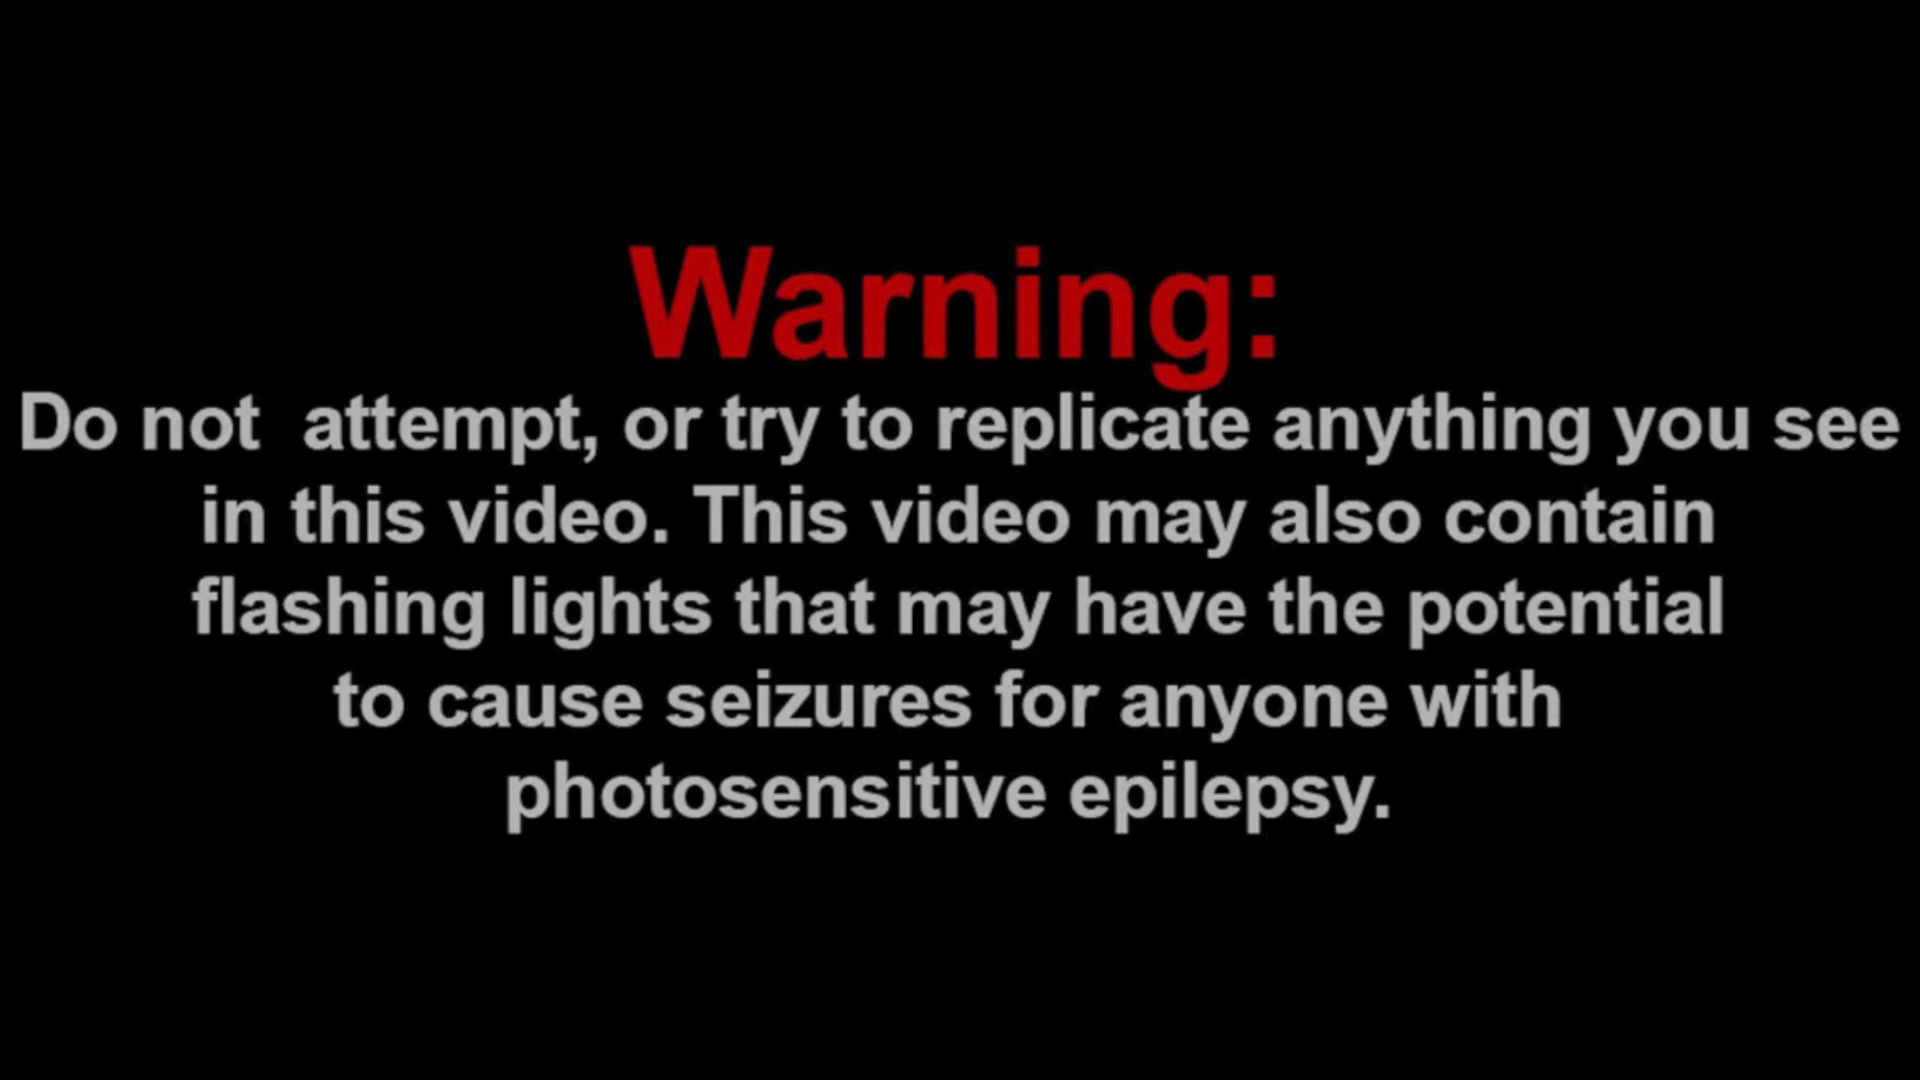 Warning:
Do not  attempt, or try to replicate anything you see
in this video. This video may also contain
flashing lights that may have the potential
to cause seizures for anyone with
photosensitive epilepsy.